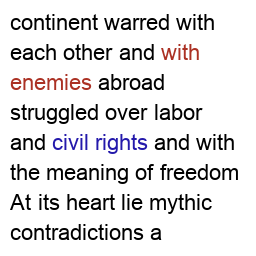 continent warred with
each other and with
enemies abroad
struggled over labor
and civil rights and with
the meaning of freedom
At its heart lie mythic
contradictions a